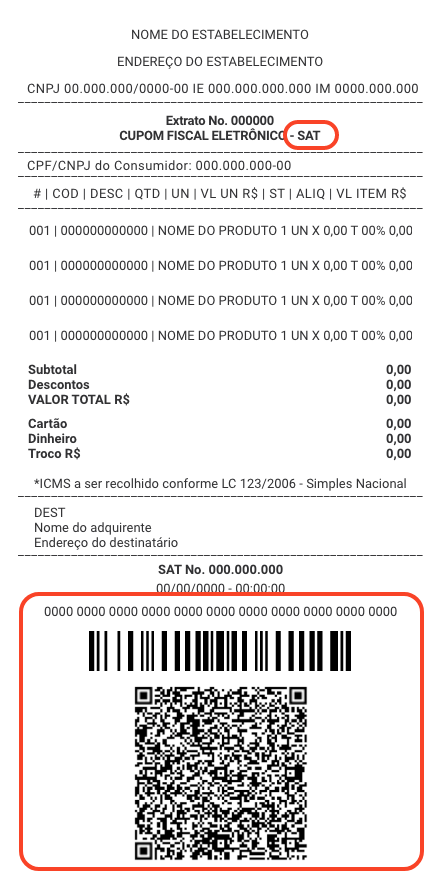 NOME DO ESTABELECIMENTO
ENDEREÇO DO ESTABELECIMENTO
CNPJ 00.000.000/0000-00 IE 000.000.000.000 IM 0000.000.000
Extrato No. 000000
CUPOM FISCAL ELETRÔNICO - SAT
CPF/CNPJ do Consumidor: 000.000.000-00
# | COD | DESC | QTD | UN | VL UN R$ | ST | ALIQ | VL ITEM R$
001 | 000000000000 | NOME DO PRODUTO 1 UN X 0,00 T 00% 0,00
001 | 000000000000 | NOME DO PRODUTO 1 UN X 0,00 T 00% 0,00
001 | 000000000000 | NOME DO PRODUTO 1 UN X 0,00 T 00% 0,00
001 | 000000000000 | NOME DO PRODUTO 1 UN X 0,00 T 00% 0,00
Subtotal 0,00
Descontos 0,00
VALOR TOTAL R$ 0,00
Cartão 0,00
Dinheiro 0,00
Troco R$ 0,00
*ICMS a ser recolhido conforme LC 123/2006 - Simples Nacional
DEST
Nome do adquirente
Endereço do destinatário
SAT No. 000.000.000
00/00/0000 - 00:00:00
0000 0000 0000 0000 0000 0000 0000 0000 0000 0000 0000